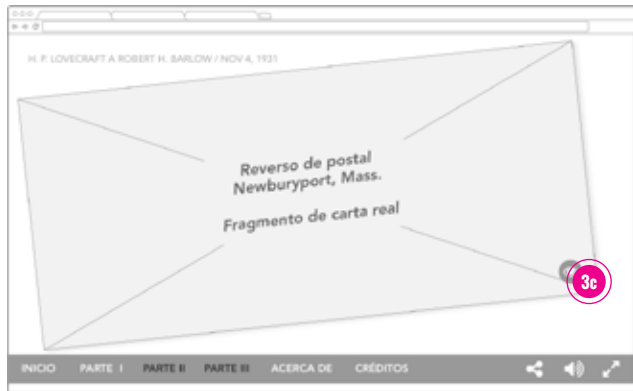 H. P. LOVECRAFT A ROBERT H. BARLOW / NOV 4, 1931
Reverso de postal
Newburyport, Mass.
Fragmento de carta real
3c
INICIO PARTE I PARTE II PARTE III ACERCA DE CRÉDITOS